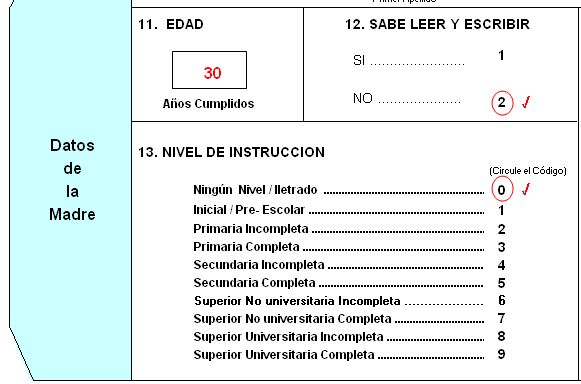 Primer Apellido
11. EDAD
30
Años Cumplidos
12. SABE LEER Y ESCRIBIR
SI ........................ 1
NO ..................... 2 ✓
Datos
de
la
Madre
13. NIVEL DE INSTRUCCION
(Circule el Código)
Ningún Nivel / Iletrado ................................................ 0 ✓
Inicial / Pre- Escolar .................................................... 1
Primaria Incompleta .................................................... 2
Primaria Completa ....................................................... 3
Secundaria Incompleta ................................................ 4
Secundaria Completa ................................................... 5
Superior No universitaria Incompleta ........................ 6
Superior No universitaria Completa ........................... 7
Superior Universitaria Incompleta .............................. 8
Superior Universitaria Completa ................................. 9